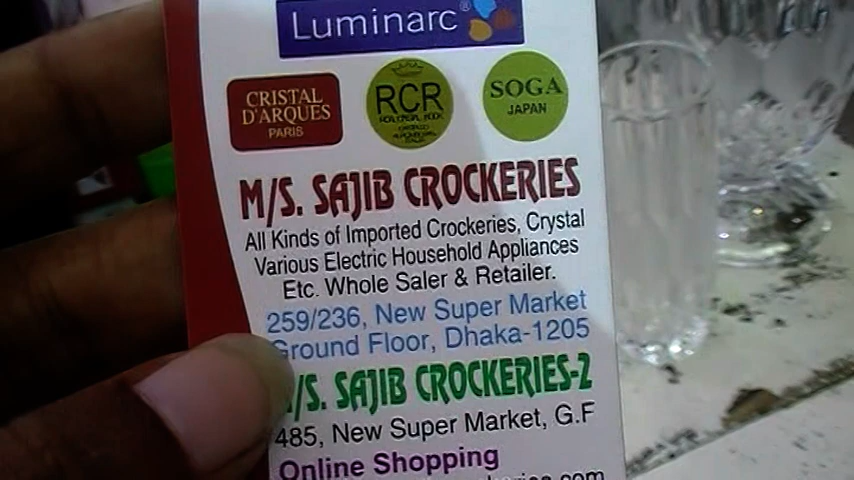 Luminarc®
CRISTAL
D'ARQUES
PARIS
RCR
SOGA
JAPAN
M/S. SAJIB CROCKERIES
All Kinds of Imported Crockeries, Crystal
Various Electric Household Appliances
Etc. Whole Saler & Retailer.
259/236, New Super Market
Ground Floor, Dhaka-1205
M/S. SAJIB CROCKERIES-2
485, New Super Market, G.F
Online Shopping